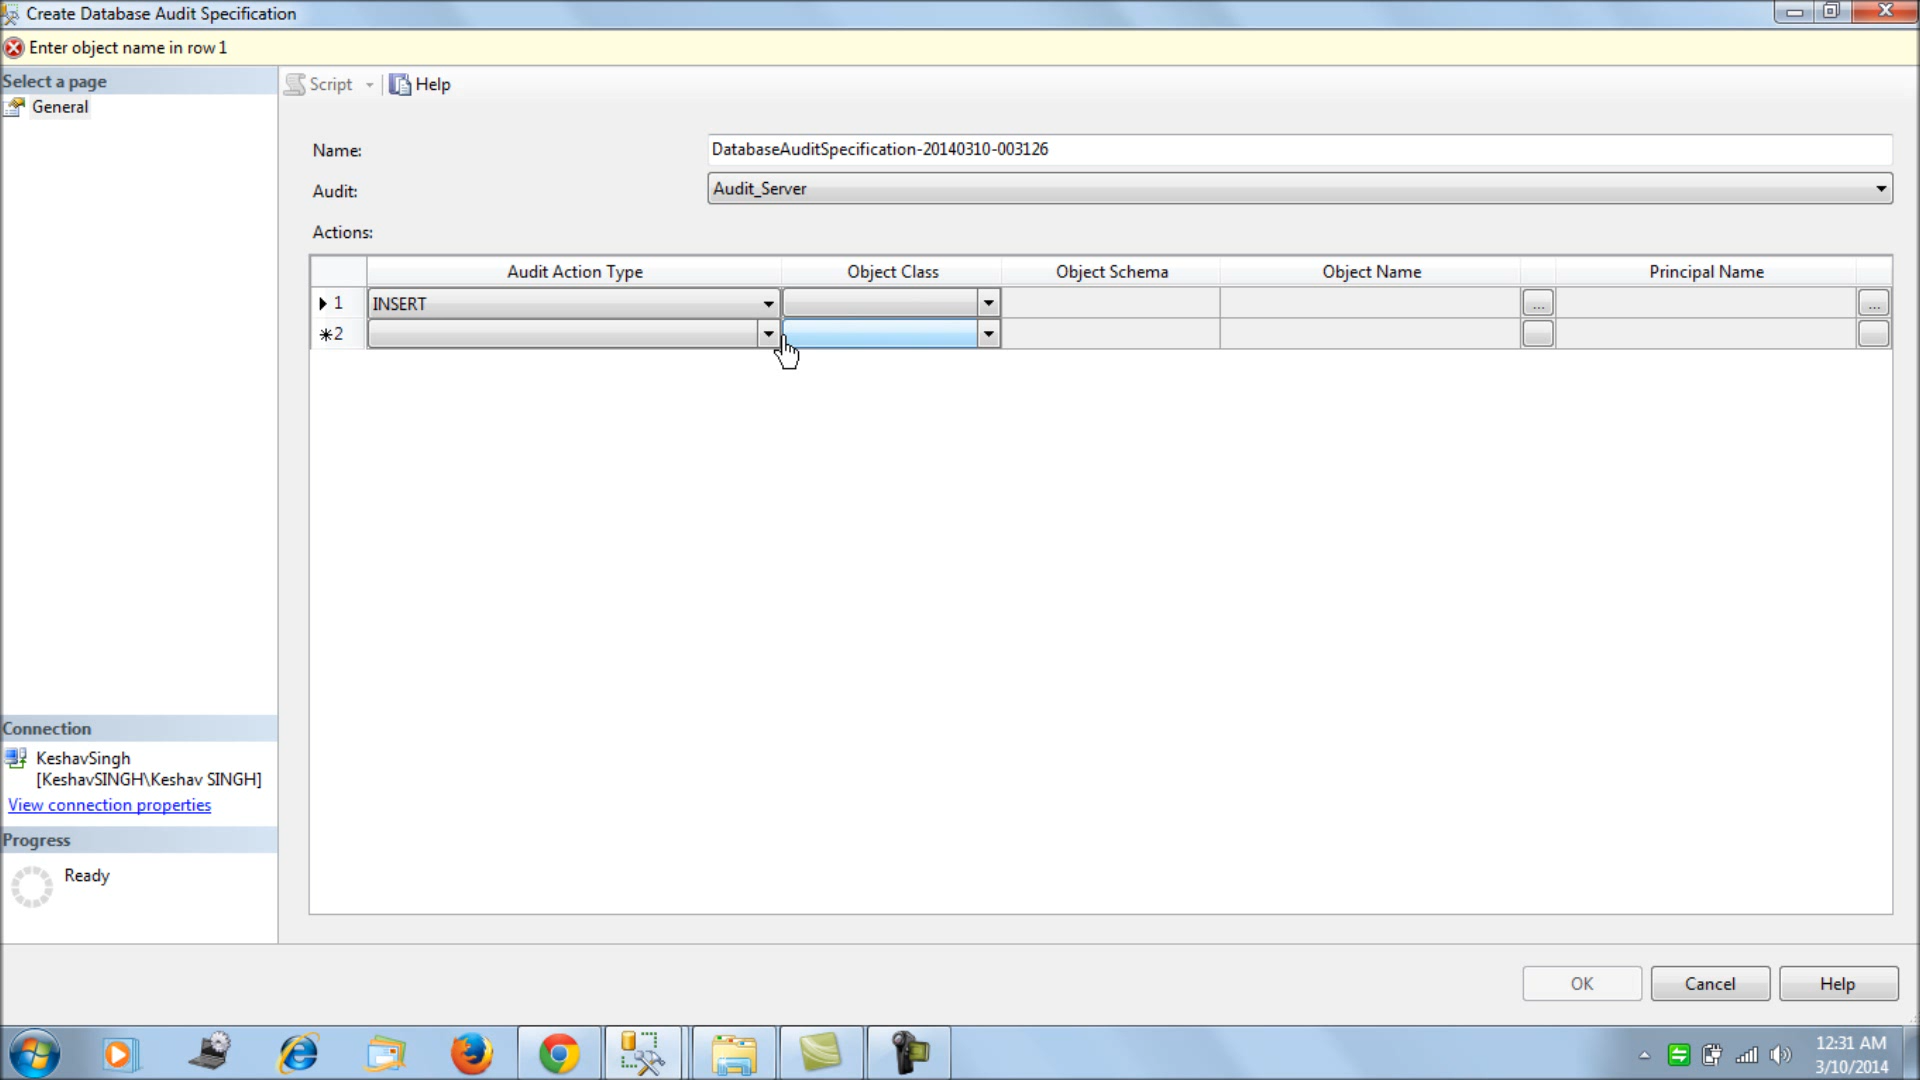 Create Database Audit Specification
Enter object name in row 1
Select a page
General
Script
Help
Name:
DatabaseAuditSpecification-20140310-003126
Audit:
Audit_Server
Actions:
Audit Action Type Object Class Object Schema Object Name Principal Name
1 INSERT ... ...
*2
Connection
KeshavSingh
[KeshavSINGH\Keshav SINGH]
View connection properties
Progress
Ready
OK Cancel Help
12:31 AM
3/10/2014